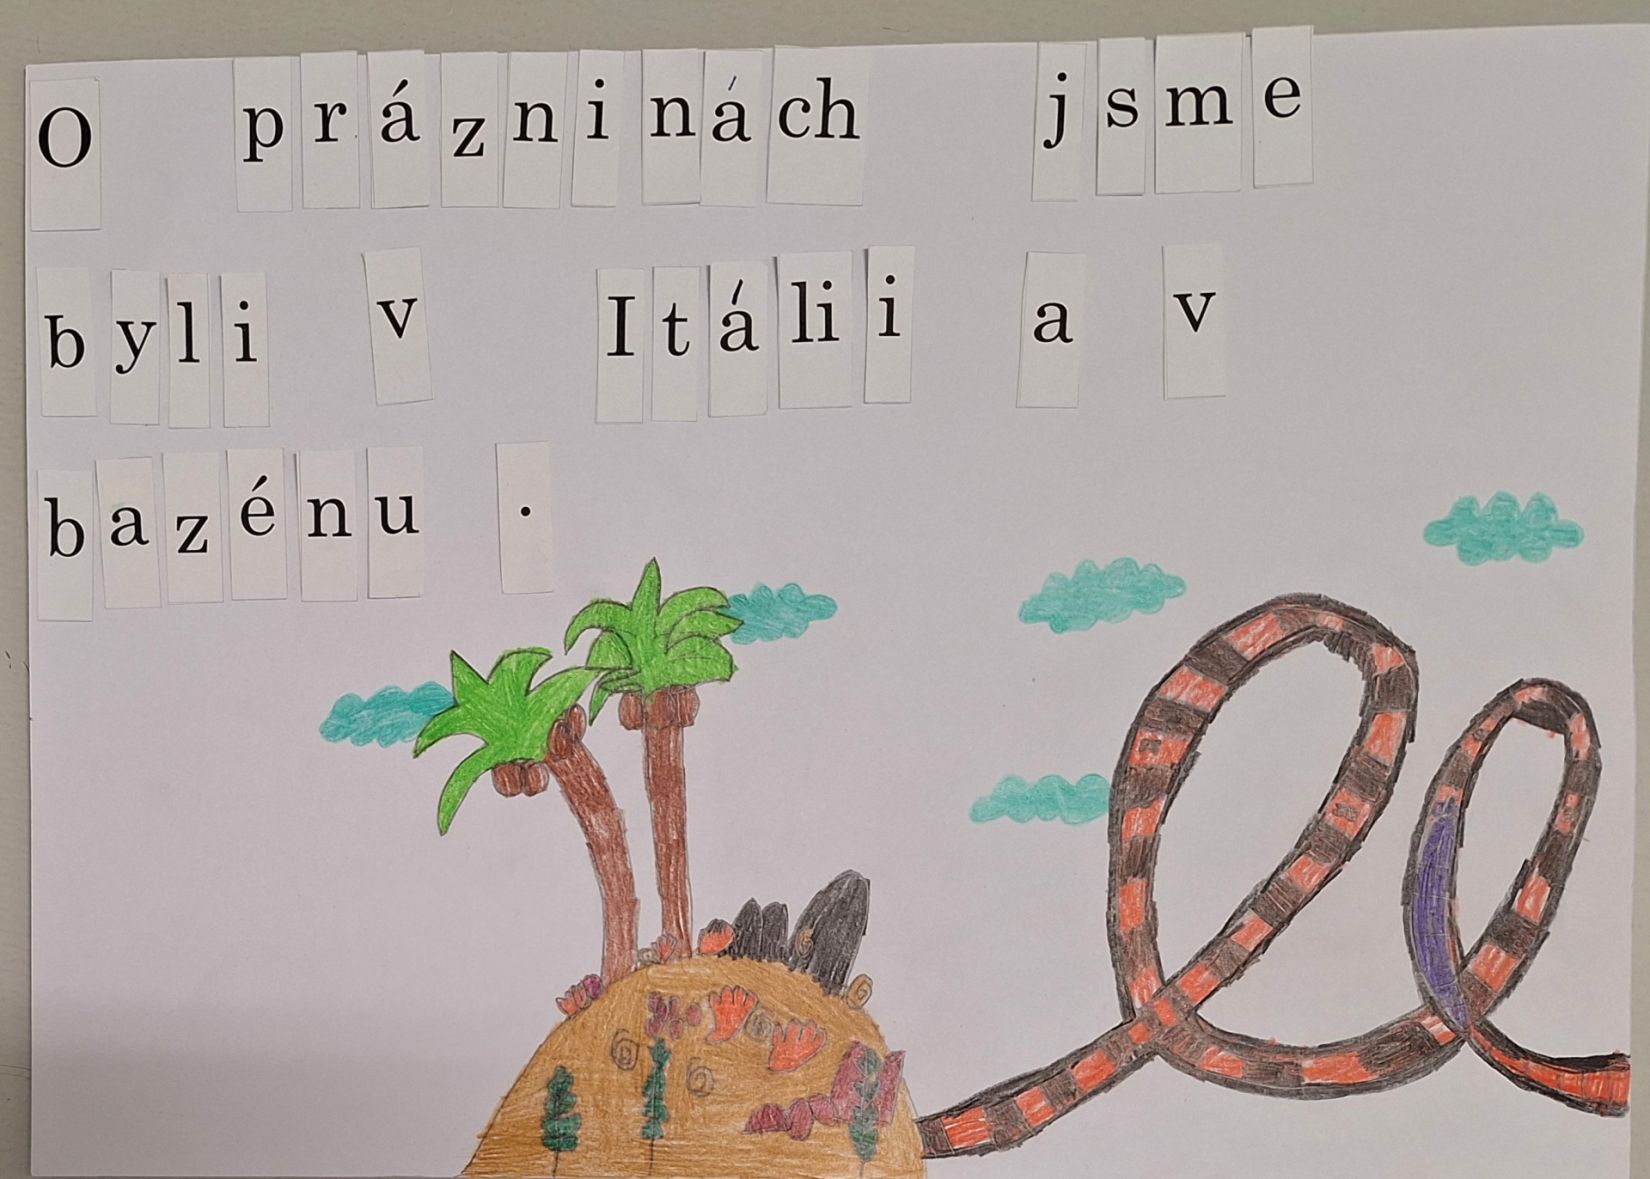 O prázninách jsme
byli v Itálii a v
bazénu .